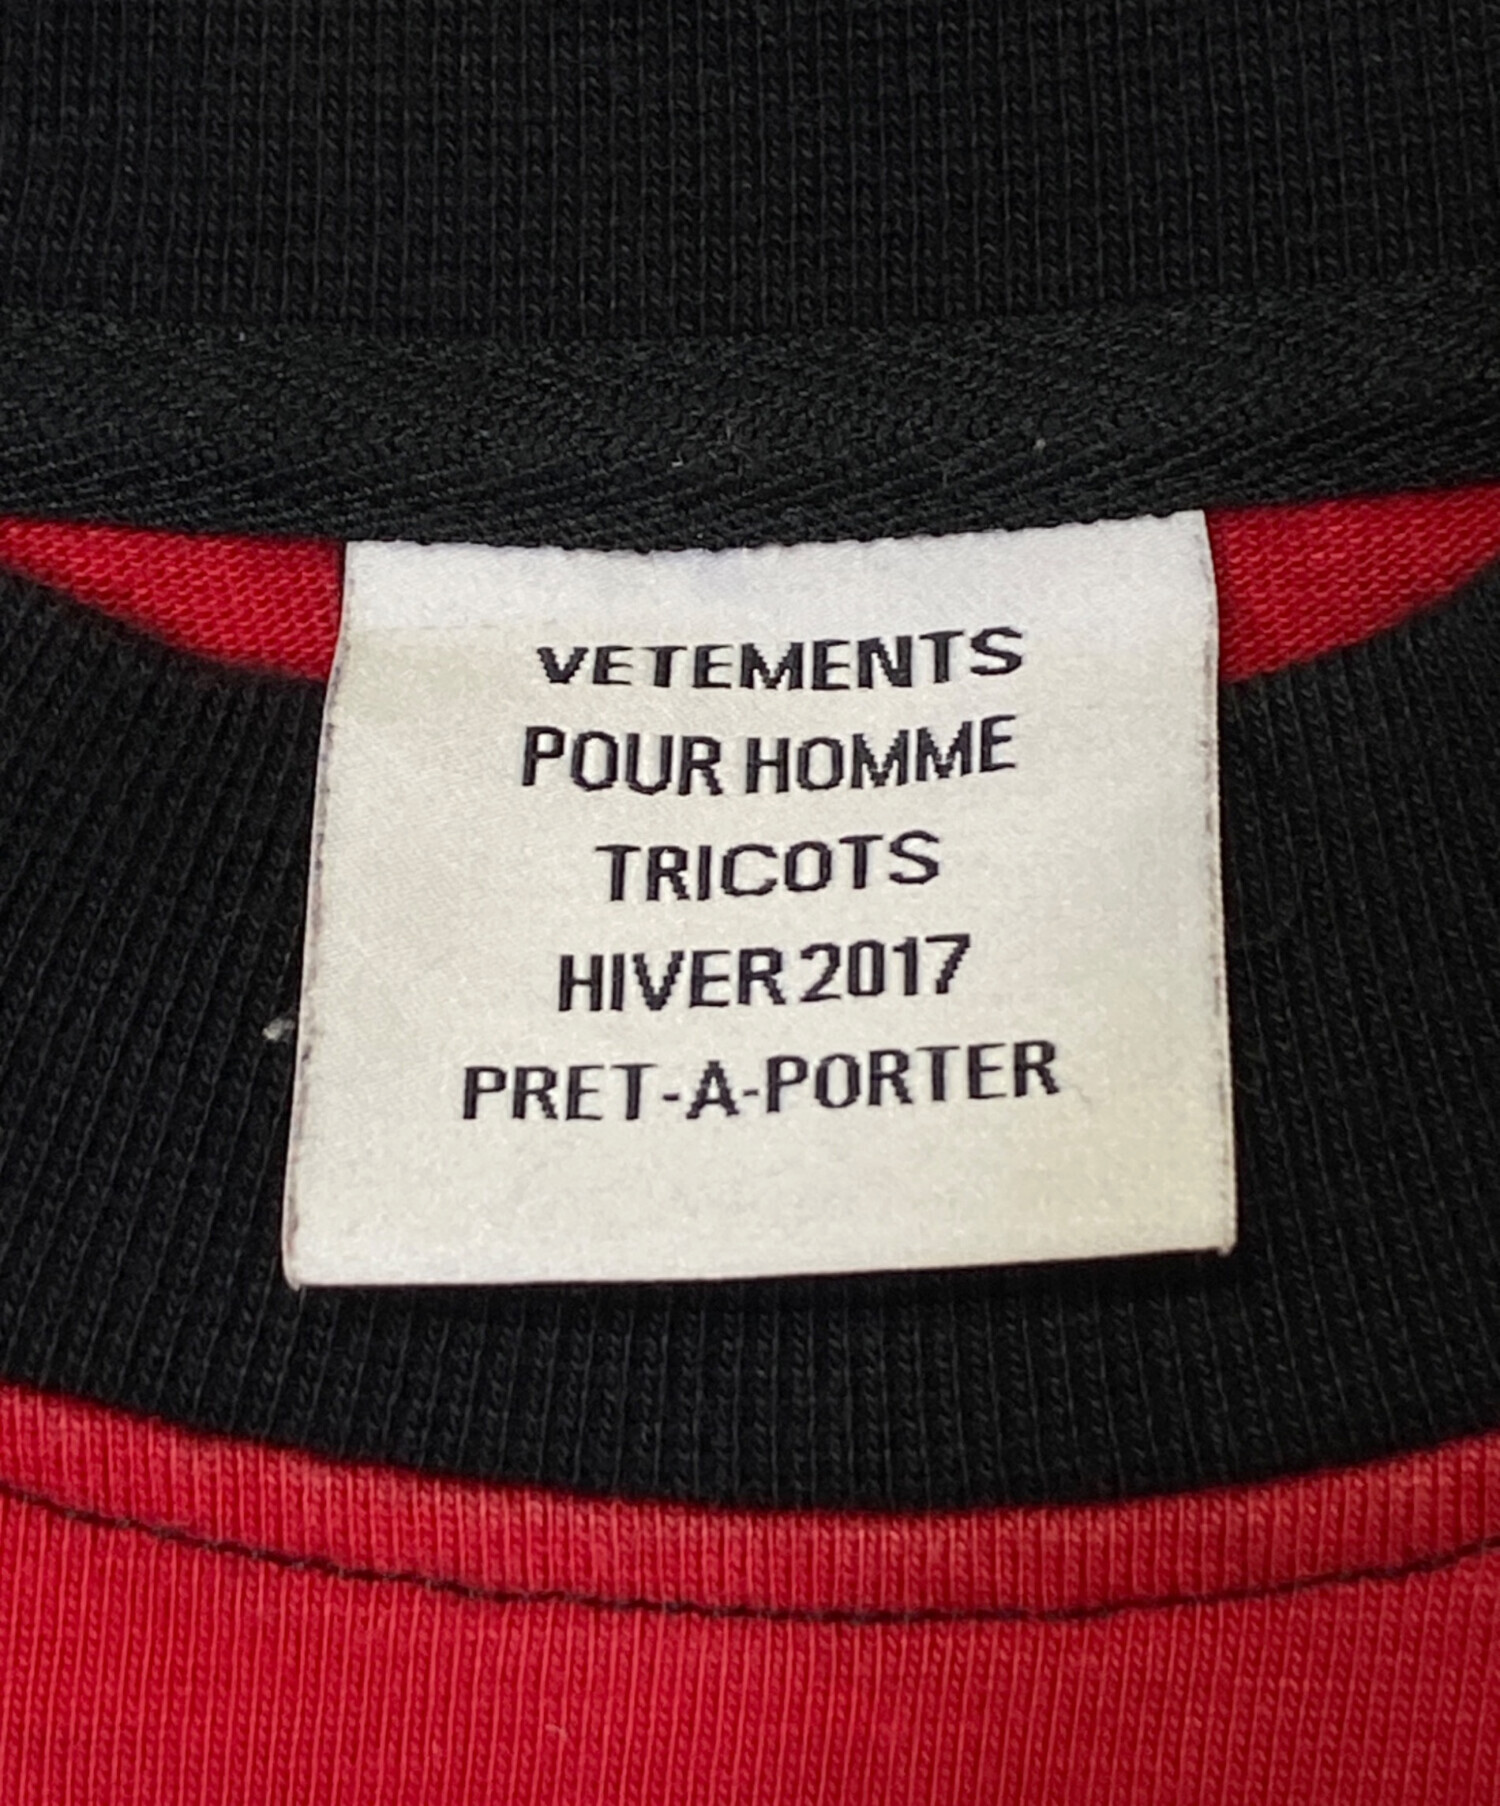 VETEMENTS
POUR HOMME
TRICOTS
HIVER 2017
PRET-A-PORTER